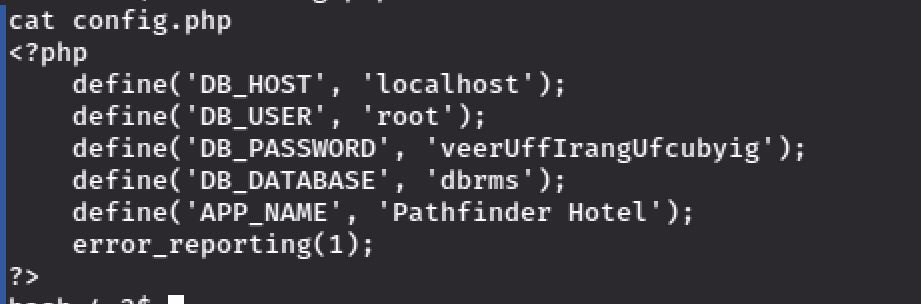 cat config.php
<?php
    define('DB_HOST', 'localhost');
    define('DB_USER', 'root');
    define('DB_PASSWORD', 'veerUffIrangUfcubyig');
    define('DB_DATABASE', 'dbrms');
    define('APP_NAME', 'Pathfinder Hotel');
    error_reporting(1);
?>